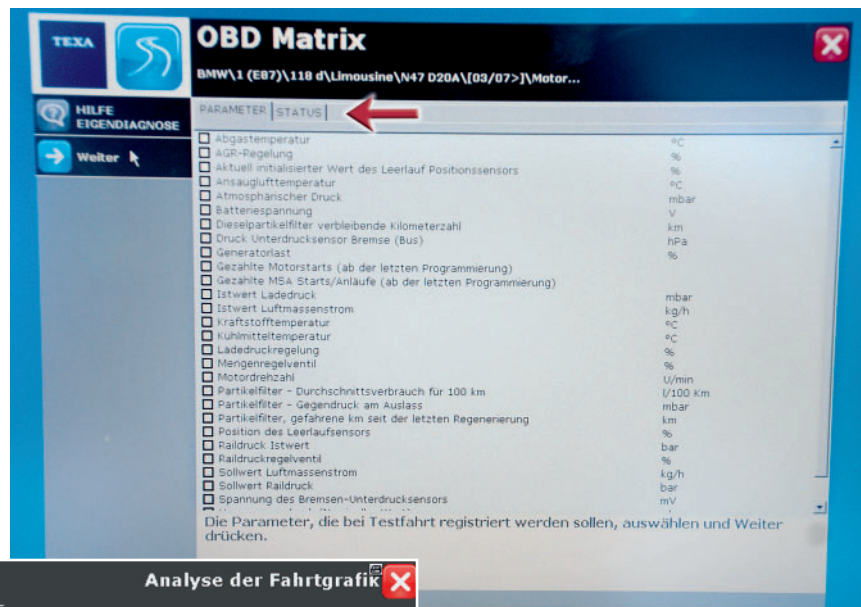 TEXA
OBD Matrix
BMW\1 (E87)\118 d\Limousine\N47 D20A\[03/07>]\Motor...
HILFE
EIGENDIAGNOSE
Weiter
PARAMETER STATUS
Abgastemperatur °C
AGR-Regelung %
Aktuell initialisierter Wert des Leerlauf Positionssensors %
Ansauglufttemperatur °C
Atmosphärischer Druck mbar
Batteriespannung V
Dieselpartikelfilter verbleibende Kilometerzahl km
Druck Unterdrucksensor Bremse (Bus) hPa
Generatorlast %
Gezählte Motorstarts (ab der letzten Programmierung)
Gezählte MSA Starts/Anläufe (ab der letzten Programmierung)
Istwert Ladedruck mbar
Istwert Luftmassenstrom kg/h
Kraftstofftemperatur °C
Kühlmitteltemperatur °C
Ladedruckregelung %
Mengenregelventil %
Motordrehzahl U/min
Partikelfilter - Durchschnittsverbrauch für 100 km l/100 Km
Partikelfilter - Gegendruck am Auslass mbar
Partikelfilter, gefahrene km seit der letzten Regenerierung km
Position des Leerlaufsensors %
Raildruck Istwert bar
Raildruckregelventil %
Sollwert Luftmassenstrom kg/h
Sollwert Raildruck bar
Spannung des Bremsen-Unterdrucksensors mV
Die Parameter, die bei Testfahrt registriert werden sollen, auswählen und Weiter
drücken.
Analyse der Fahrtgrafik